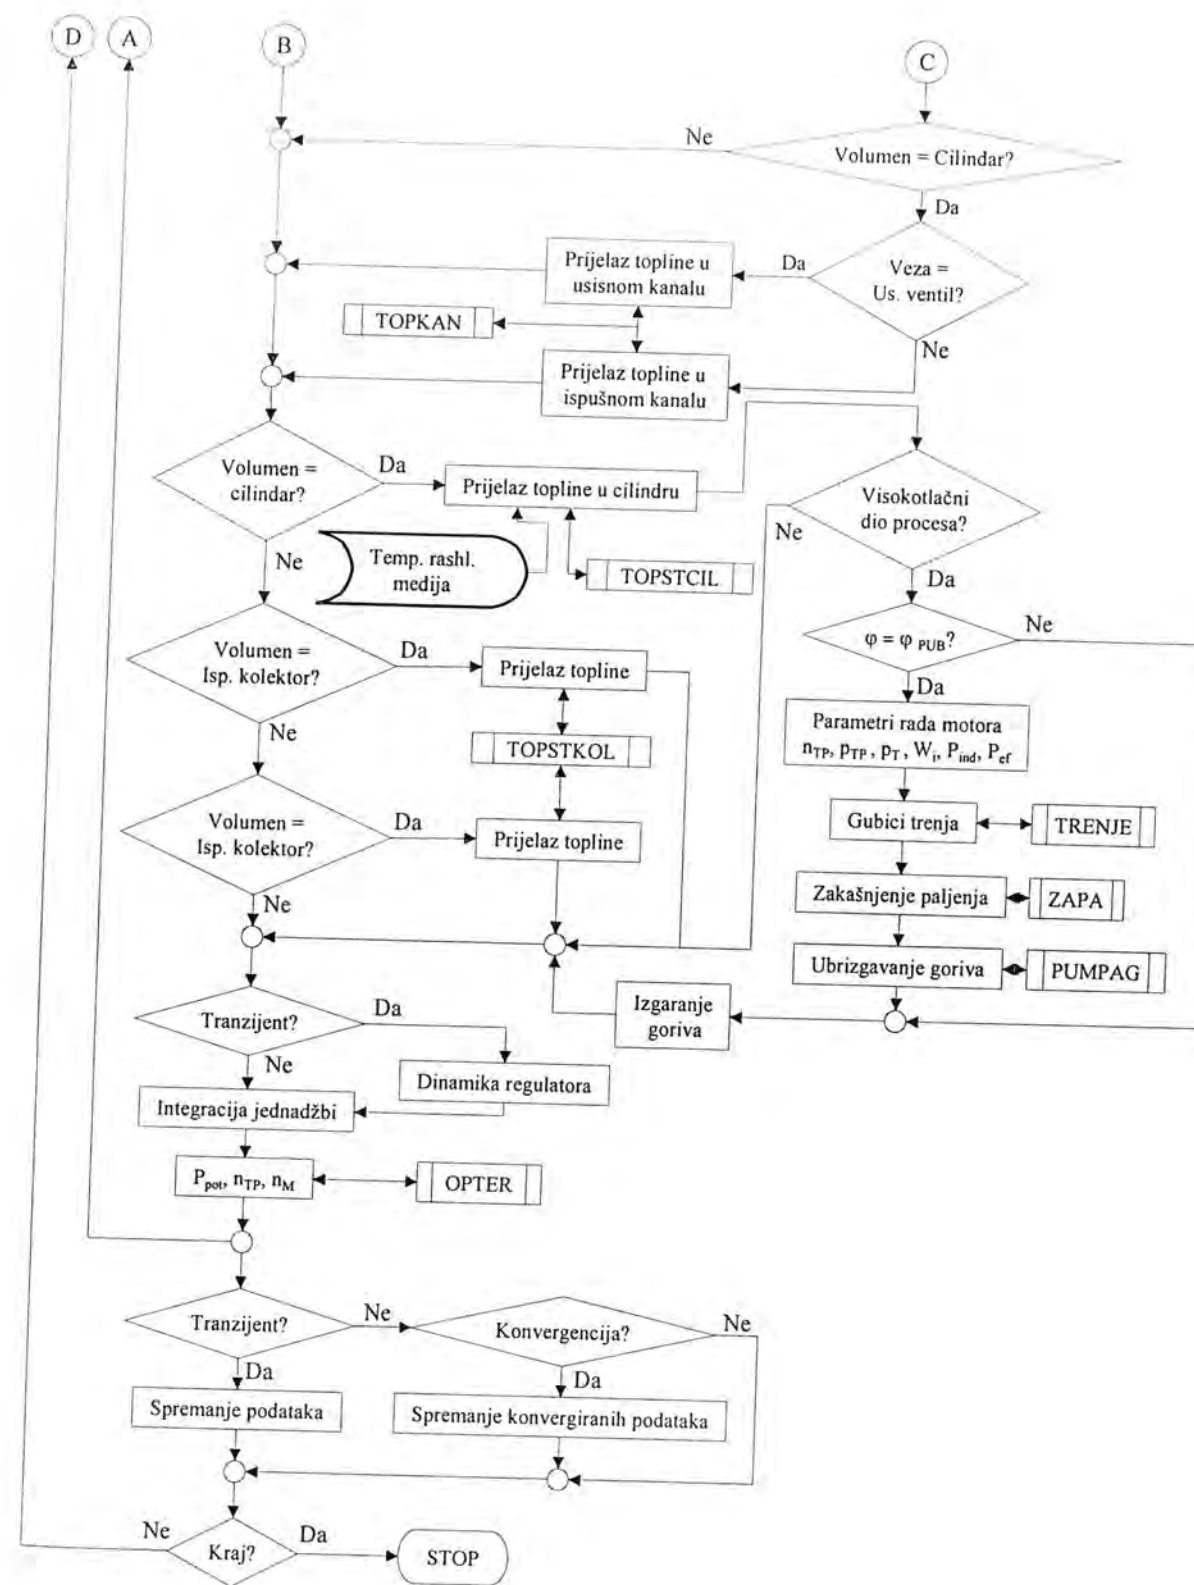 D
A
B
C
Ne
Volumen = Cilindar?
Da
Prijelaz topline u
usisnom kanalu
Da
Veza =
Us. ventil?
TOPKAN
Ne
Prijelaz topline u
ispušnom kanalu
Volumen =
cilindar?
Da
Prijelaz topline u cilindru
Visokotlačni
dio procesa?
Ne
Ne
Temp. rashl.
medija
TOPSTCIL
Da
φ = φ PUB?
Ne
Volumen =
Isp. kolektor?
Da
Prijelaz topline
Da
Parametri rada motora
nTP, pTP, pT, Wi, Pind, Pef
Ne
TOPSTKOL
Volumen =
Isp. kolektor?
Da
Prijelaz topline
Gubici trenja
TRENJE
Ne
Zakašnjenje paljenja
ZAPA
Ubrizgavanje goriva
PUMPAG
Tranzijent?
Da
Izgaranje
goriva
Ne
Dinamika regulatora
Integracija jednadžbi
Ppot, nTP, nM
OPTER
Tranzijent?
Ne
Konvergencija?
Ne
Da
Da
Spremanje podataka
Spremanje konvergiranih podataka
Ne
Kraj?
Da
STOP